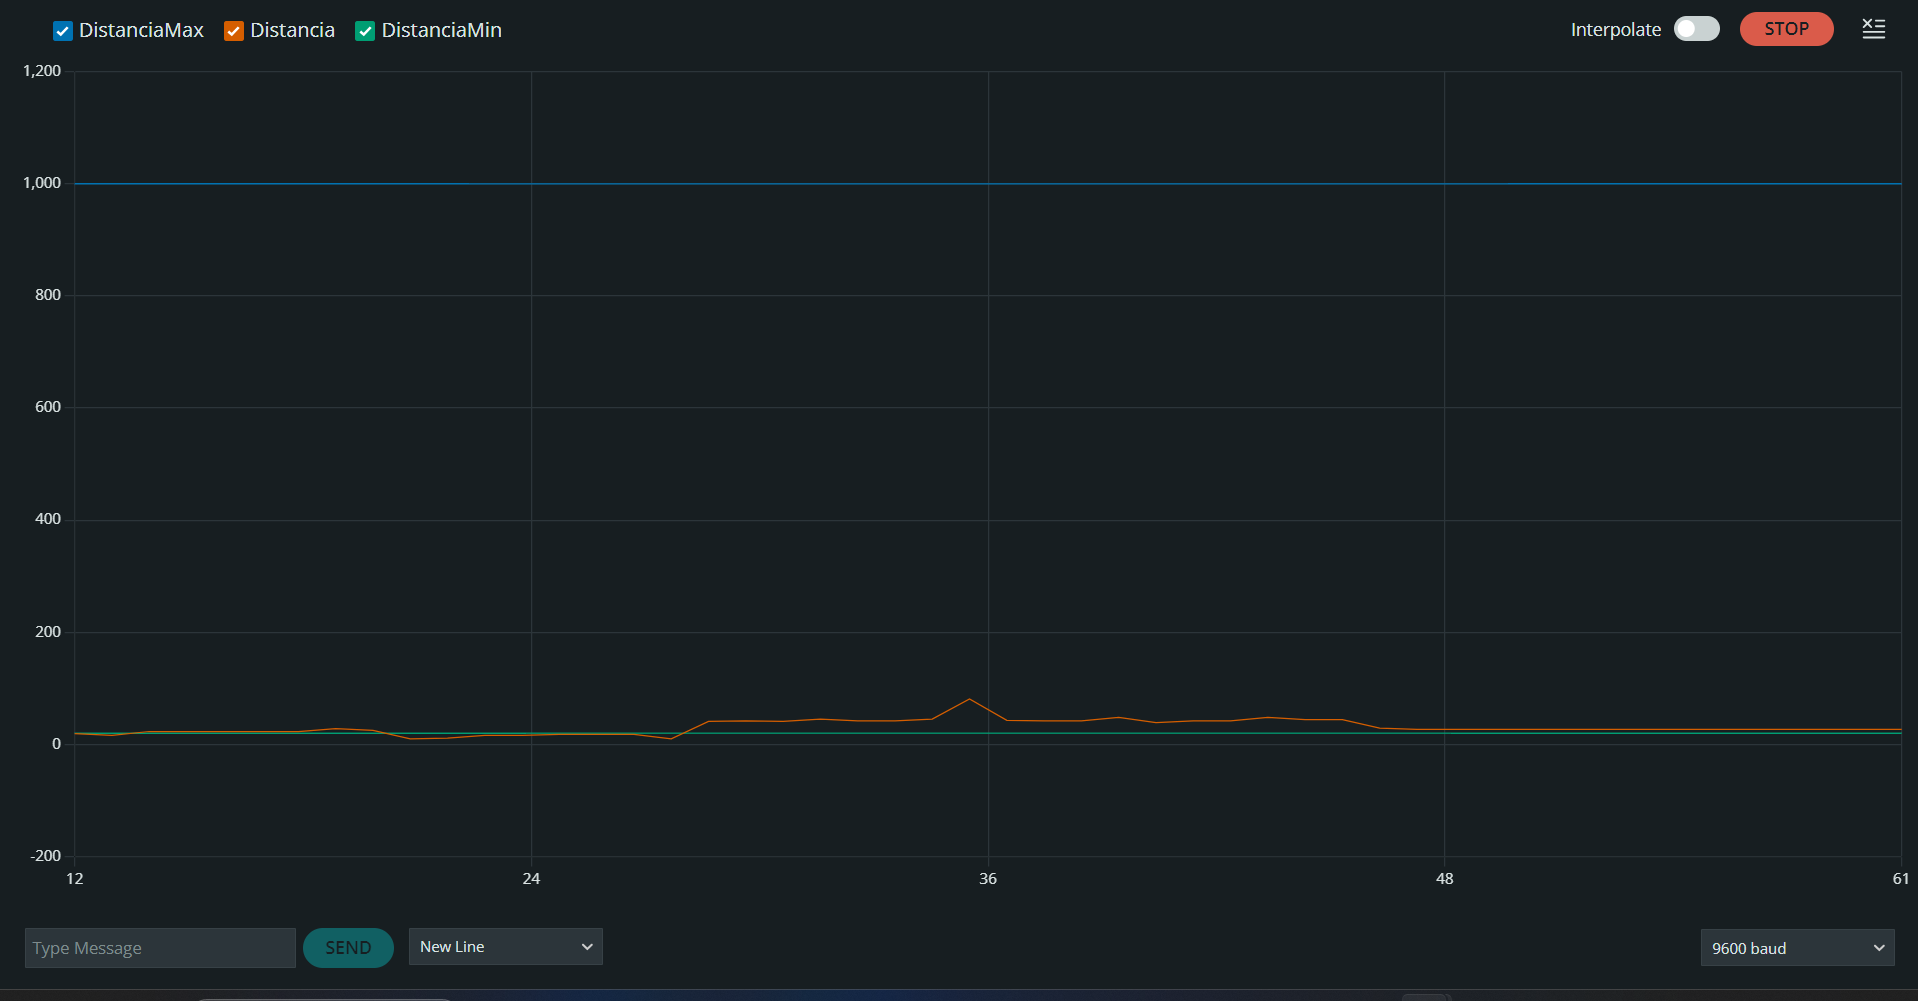 DistanciaMax Distancia DistanciaMin Interpolate STOP
1,200
1,000
800
600
400
200
0
-200
12 24 36 48 61
Type Message SEND New Line 9600 baud